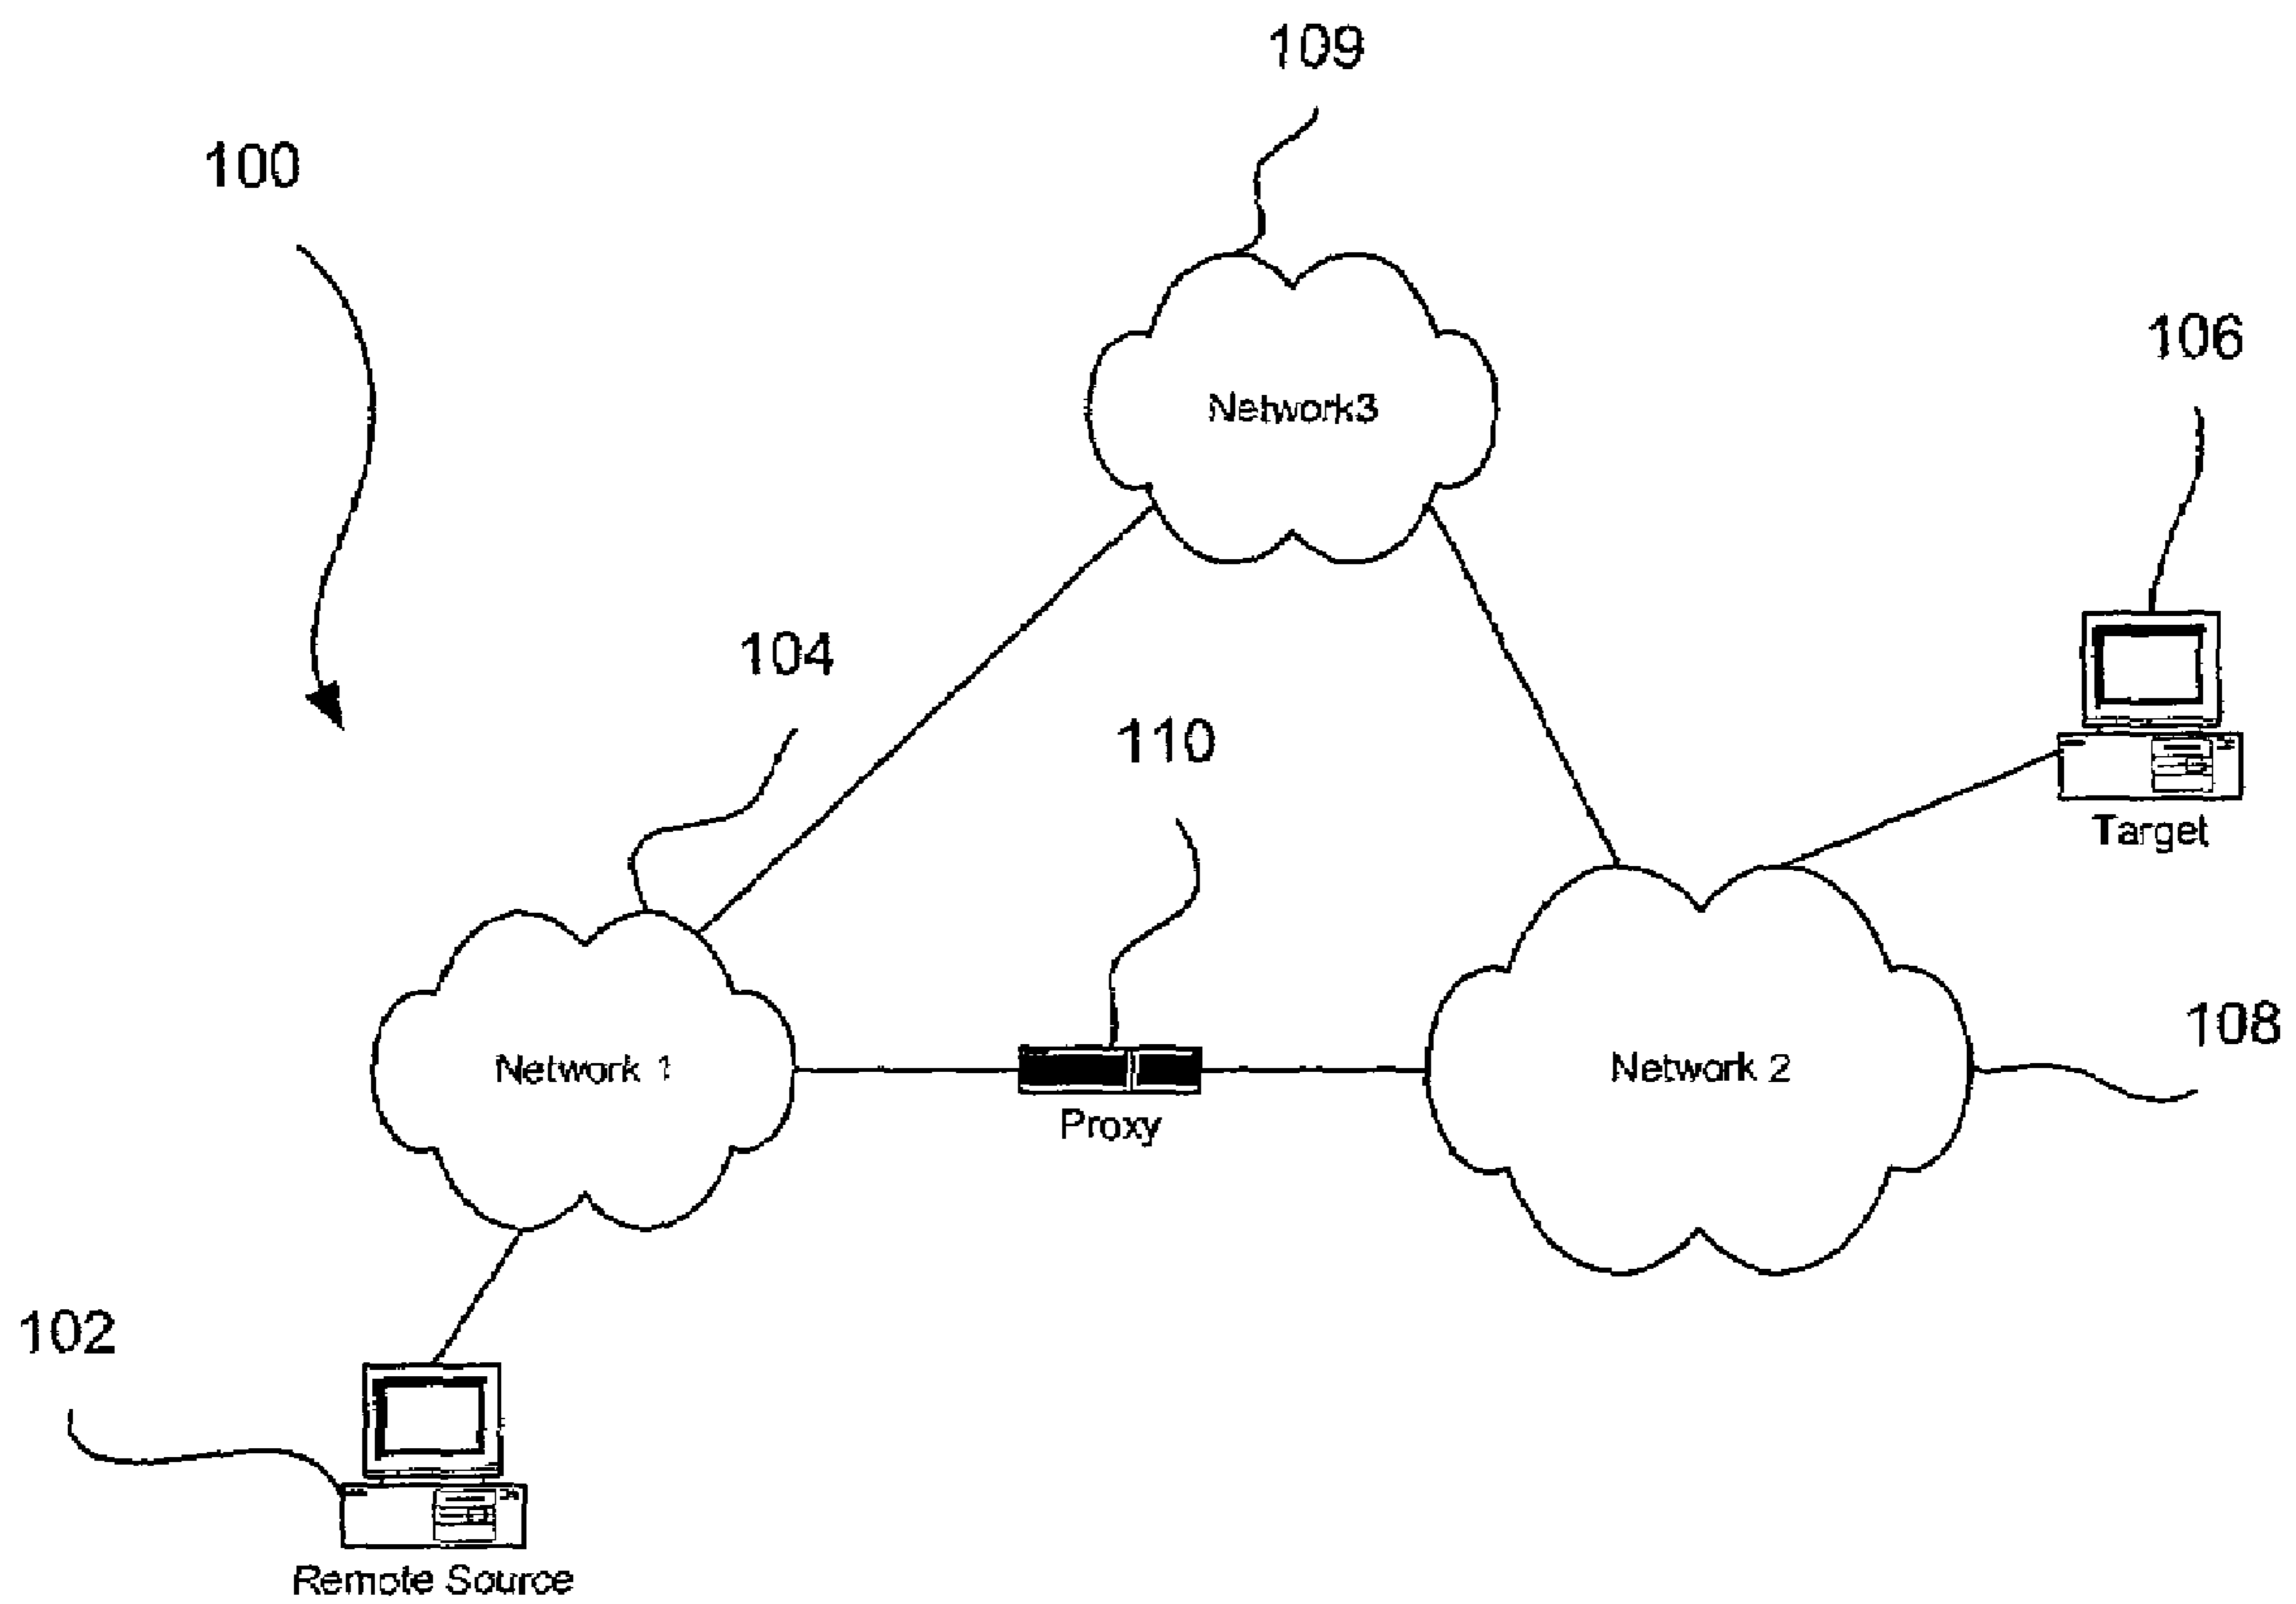 109
100
106
Network3
104
110
Target
108
Network 1
Network 2
Proxy
102
Remote Source